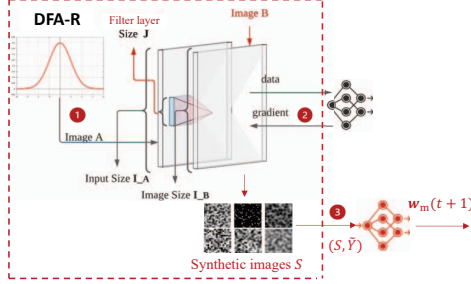 DFA-R
Filter layer
Size J
Image B
data
gradient
1
2
Image A
Input Size I_A
Image Size I_B
3
w_m(t + 1)
(S, Ỹ)
Synthetic images S